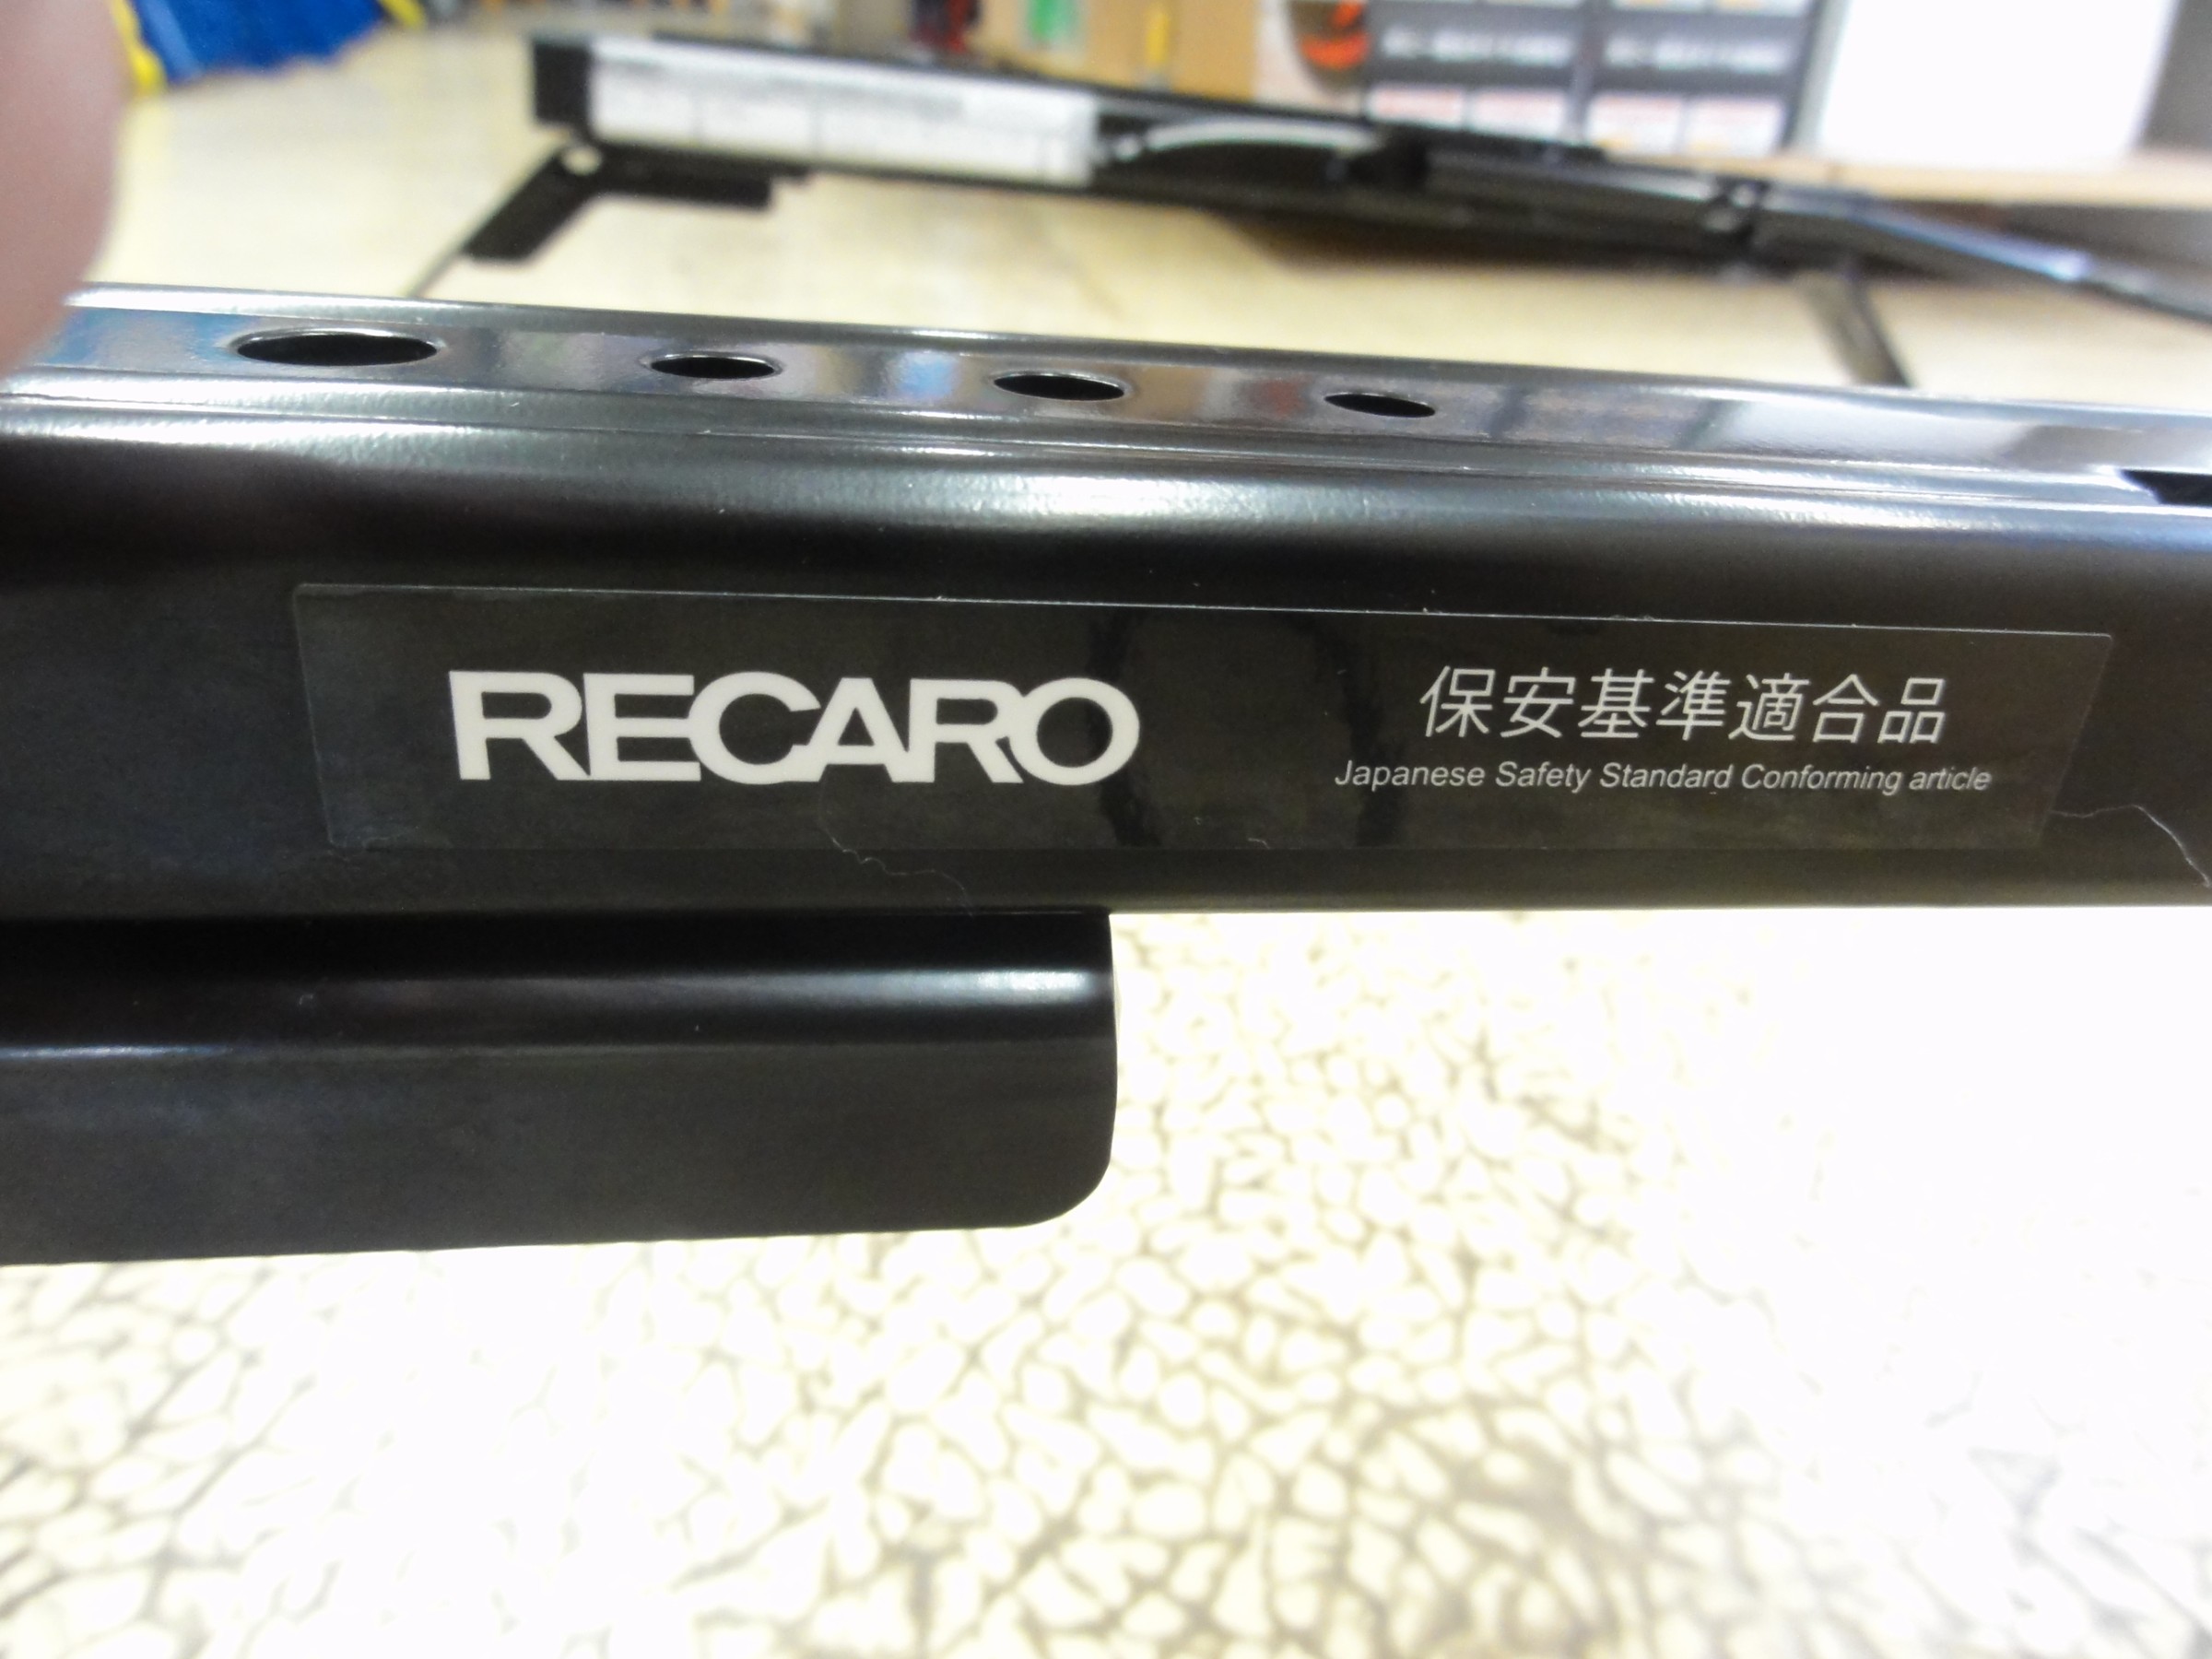 RECARO
保安基準適合品
Japanese Safety Standard Conforming article